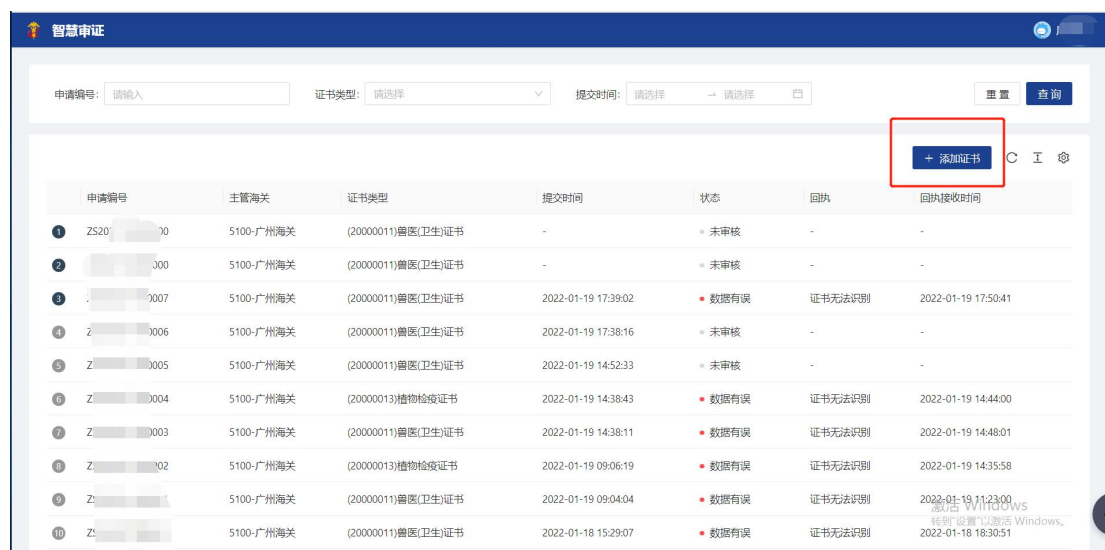 智慧审证
申请编号: 请输入 证书类型: 请选择 提交时间: 请选择 → 请选择 重置 查询
+ 添加证书
申请编号 主管海关 证书类型 提交时间 状态 回执 回执接收时间
1 ZS20 00 5100-广州海关 (20000011)兽医(卫生)证书 - 未审核 - -
2 000 5100-广州海关 (20000011)兽医(卫生)证书 - 未审核 - -
3 0007 5100-广州海关 (20000011)兽医(卫生)证书 2022-01-19 17:39:02 数据有误 证书无法识别 2022-01-19 17:50:41
4 Z 0006 5100-广州海关 (20000011)兽医(卫生)证书 2022-01-19 17:38:16 未审核 - -
5 Z 0005 5100-广州海关 (20000011)兽医(卫生)证书 2022-01-19 14:52:33 未审核 - -
6 Z 0004 5100-广州海关 (20000013)植物检疫证书 2022-01-19 14:38:43 数据有误 证书无法识别 2022-01-19 14:44:00
7 Z 0003 5100-广州海关 (20000011)兽医(卫生)证书 2022-01-19 14:38:11 数据有误 证书无法识别 2022-01-19 14:48:01
8 Z 02 5100-广州海关 (20000013)植物检疫证书 2022-01-19 09:06:19 数据有误 证书无法识别 2022-01-19 14:35:58
9 ZS 5100-广州海关 (20000011)兽医(卫生)证书 2022-01-19 09:04:04 数据有误 证书无法识别 2022-01-19 11:23:00
激活 Windows
转到"设置"以激活 Windows。
10 ZS 5100-广州海关 (20000011)兽医(卫生)证书 2022-01-18 15:29:07 数据有误 证书无法识别 2022-01-18 18:30:51